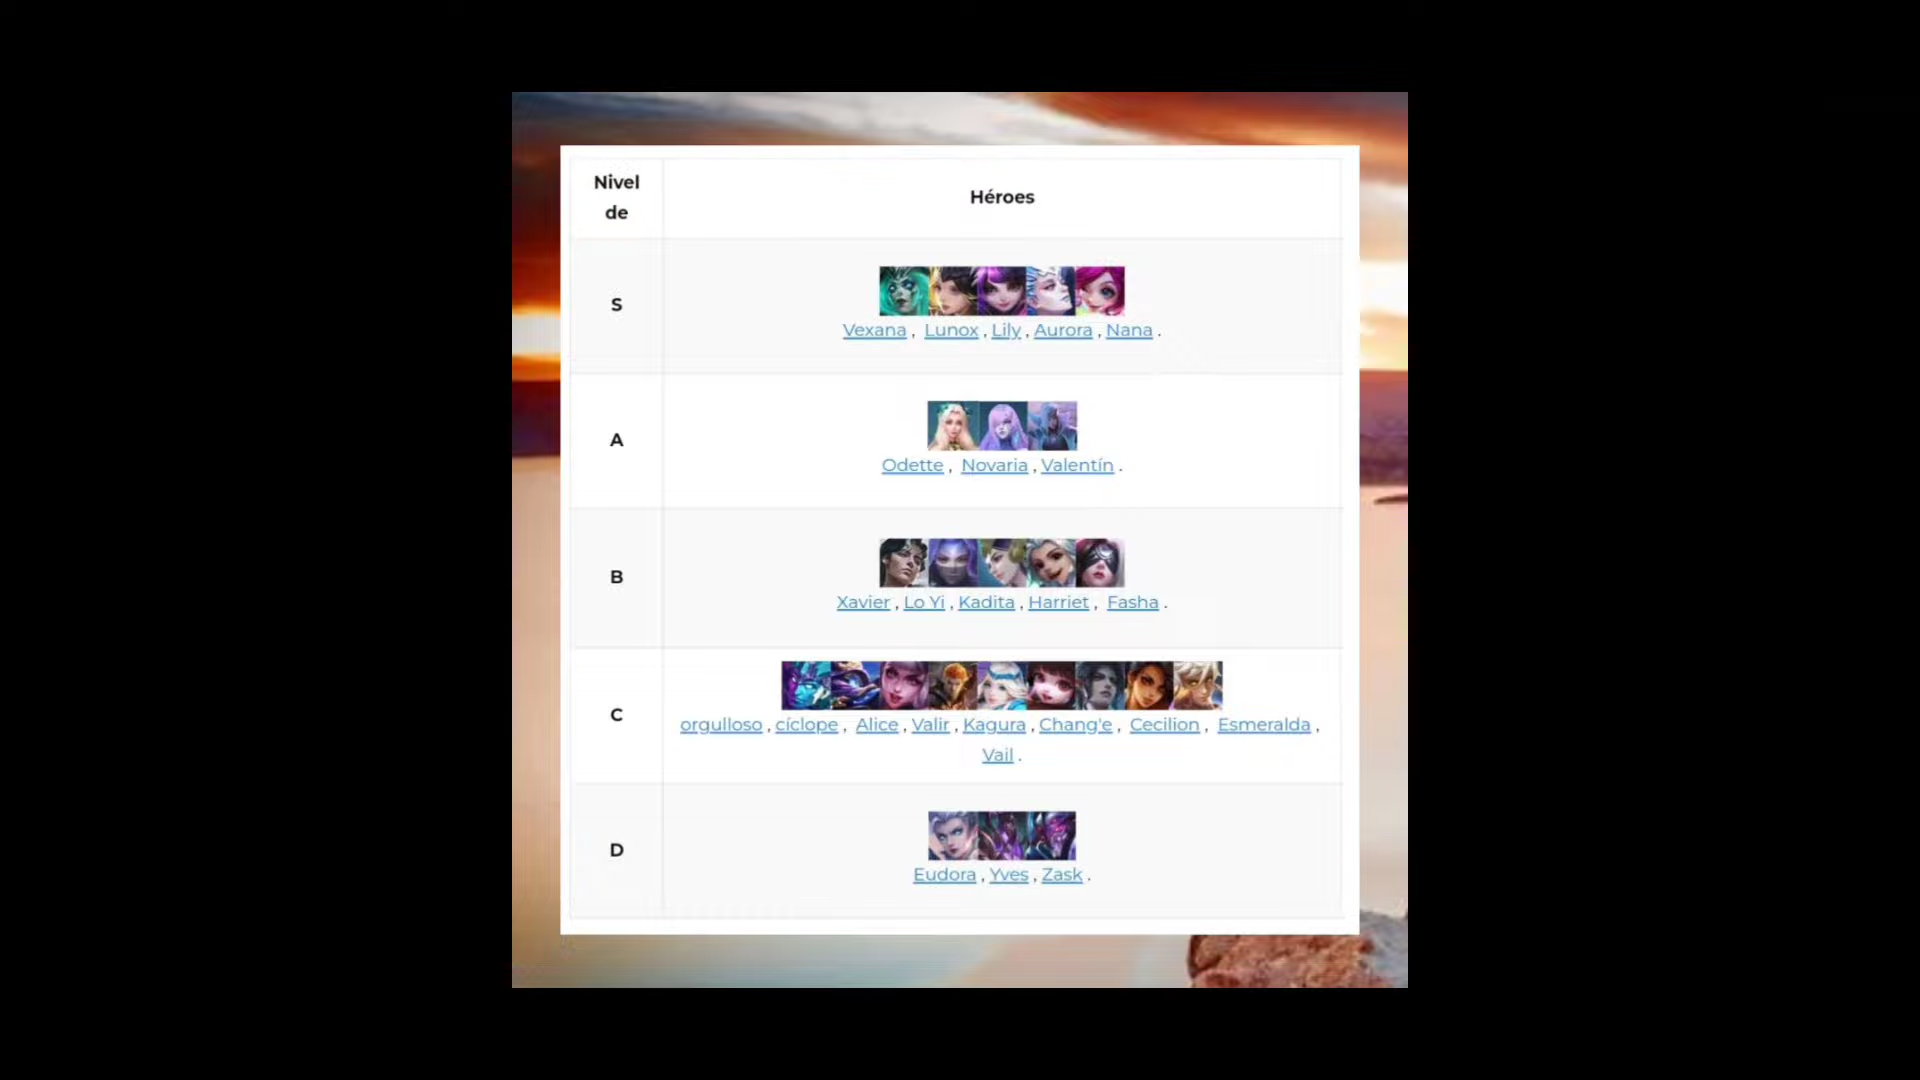 Nivel
de
Héroes
S
Vexana , Lunox , Lily , Aurora , Nana .
A
Odette , Novaria , Valentín .
B
Xavier , Lo Yi , Kadita , Harriet , Fasha .
C
orgulloso , cíclope , Alice , Valir , Kagura , Chang'e , Cecilion , Esmeralda ,
Vail .
D
Eudora , Yves , Zask .